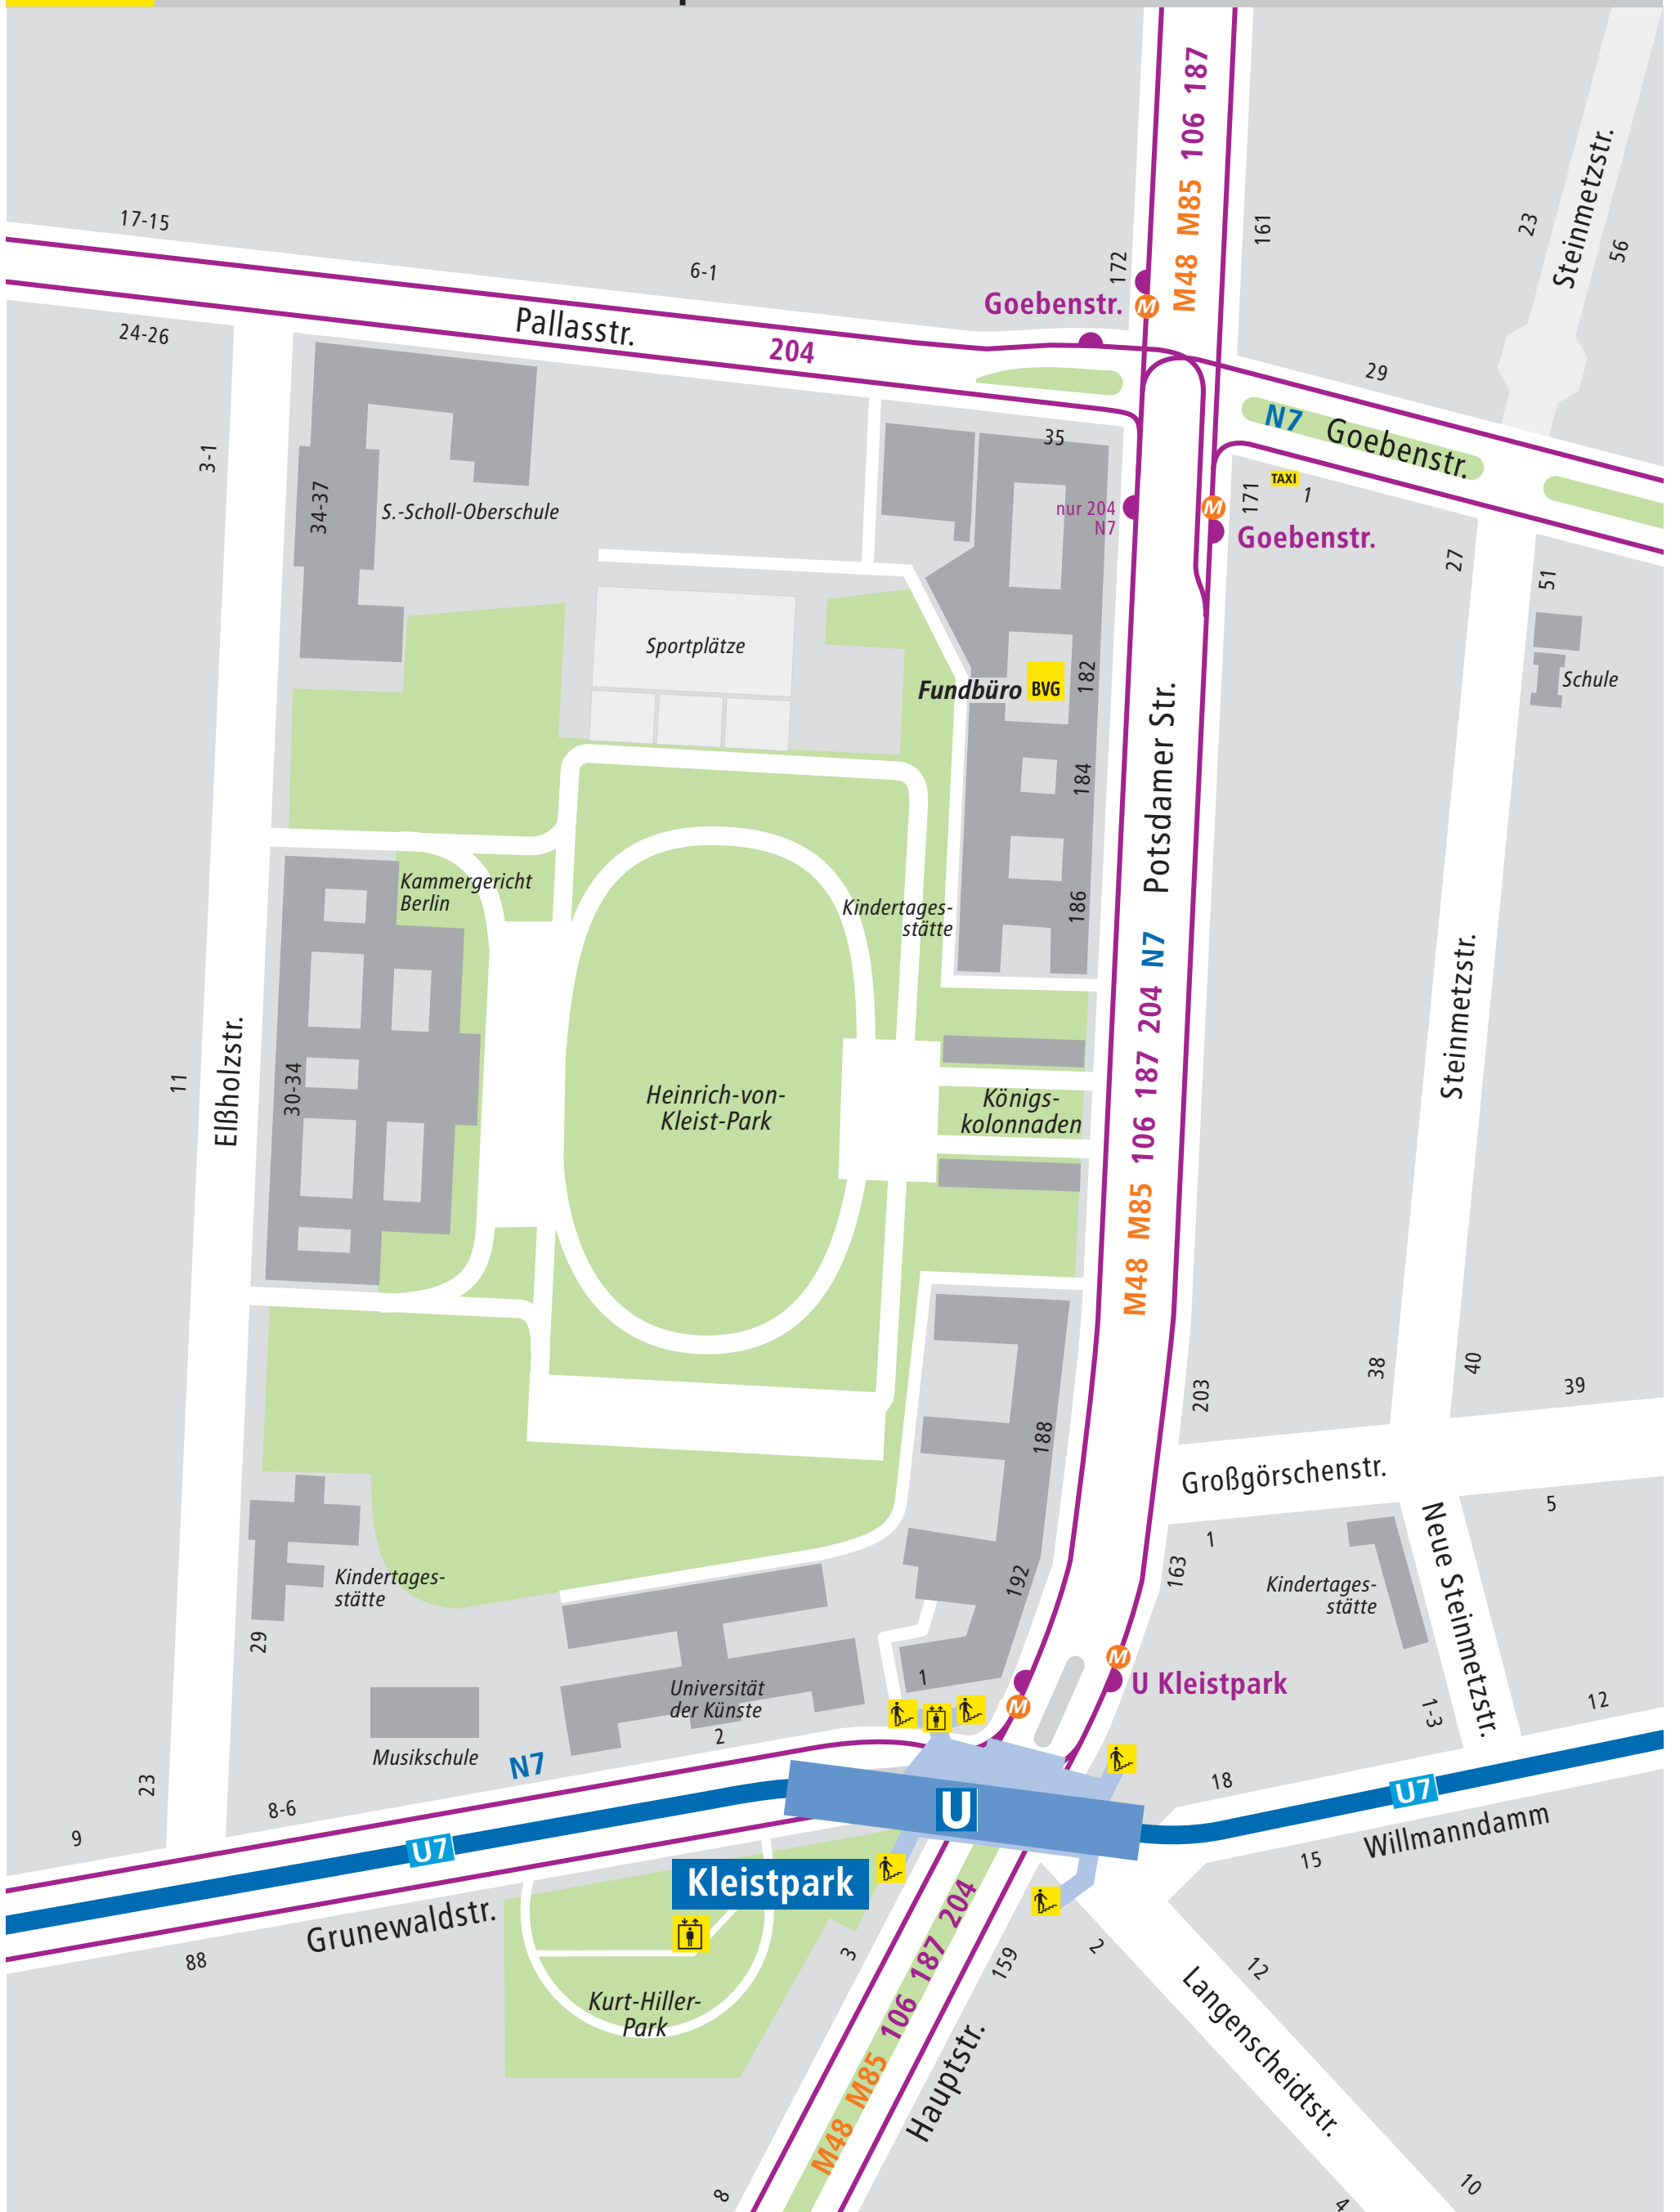 M48 M85 106 187
Steinmetzstr.
23
56
161
172
17-15
6-1
Goebenstr.
M
24-26
Pallasstr.
204
29
N7 Goebenstr.
35
3-1
34-37
S.-Scholl-Oberschule
nur 204
N7
M
171
TAXI
1
Goebenstr.
27
51
Sportplätze
Fundbüro BVG
182
Schule
Potsdamer Str.
184
Kammergericht
Berlin
Kindertages-
stätte
186
M48 M85 106 187 204 N7
Steinmetzstr.
Elßholzstr.
11
30-34
Heinrich-von-
Kleist-Park
Königs-
kolonnaden
203
38
40
39
188
Großgörschenstr.
5
1
Neue Steinmetzstr.
163
192
Kindertages-
stätte
Kindertages-
stätte
29
M
1
U Kleistpark
M
Universität
der Künste
2
1-3
12
Musikschule
N7
23
18
8-6
9
U
U7
U7
Willmanndamm
15
Kleistpark
Grunewaldstr.
88
3
159
2
12
Kurt-Hiller-
Park
M48 M85 106 187 204
Hauptstr.
Langenscheidtstr.
8
4
10